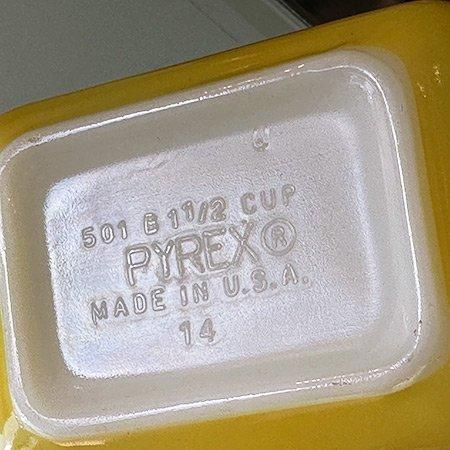 501 B 1 1/2 CUP
PYREX®
MADE IN U.S.A.
14